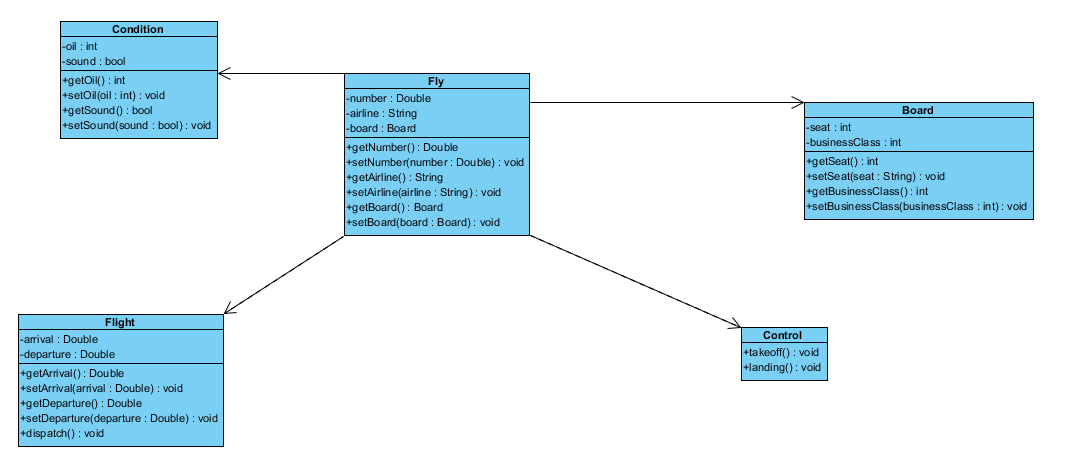 Condition
-oil : int
-sound : bool
+getOil() : int
+setOil(oil : int) : void
+getSound() : bool
+setSound(sound : bool) : void
Fly
-number : Double
-airline : String
-board : Board
+getNumber() : Double
+setNumber(number : Double) : void
+getAirline() : String
+setAirline(airline : String) : void
+getBoard() : Board
+setBoard(board : Board) : void
Board
-seat : int
-businessClass : int
+getSeat() : int
+setSeat(seat : String) : void
+getBusinessClass() : int
+setBusinessClass(businessClass : int) : void
Flight
-arrival : Double
-departure : Double
+getArrival() : Double
+setArrival(arrival : Double) : void
+getDeparture() : Double
+setDeparture(departure : Double) : void
+dispatch() : void
Control
+takeoff() : void
+landing() : void